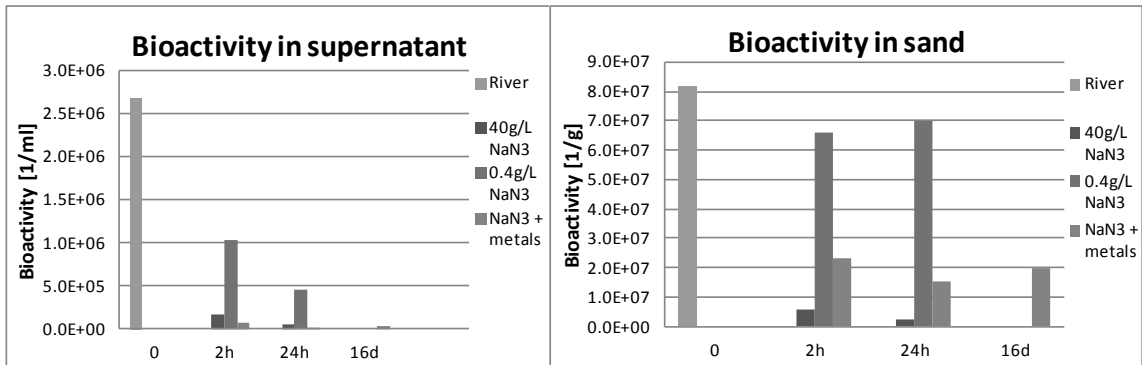 Bioactivity in supernatant
Bioactivity [1/ml]
3.0E+06
2.5E+06
2.0E+06
1.5E+06
1.0E+06
5.0E+05
0.0E+00
0 2h 24h 16d
River
40g/L
NaN3
0.4g/L
NaN3
NaN3 +
metals
Bioactivity in sand
Bioactivity [1/g]
9.0E+07
8.0E+07
7.0E+07
6.0E+07
5.0E+07
4.0E+07
3.0E+07
2.0E+07
1.0E+07
0.0E+00
0 2h 24h 16d
River
40g/L
NaN3
0.4g/L
NaN3
NaN3 +
metals